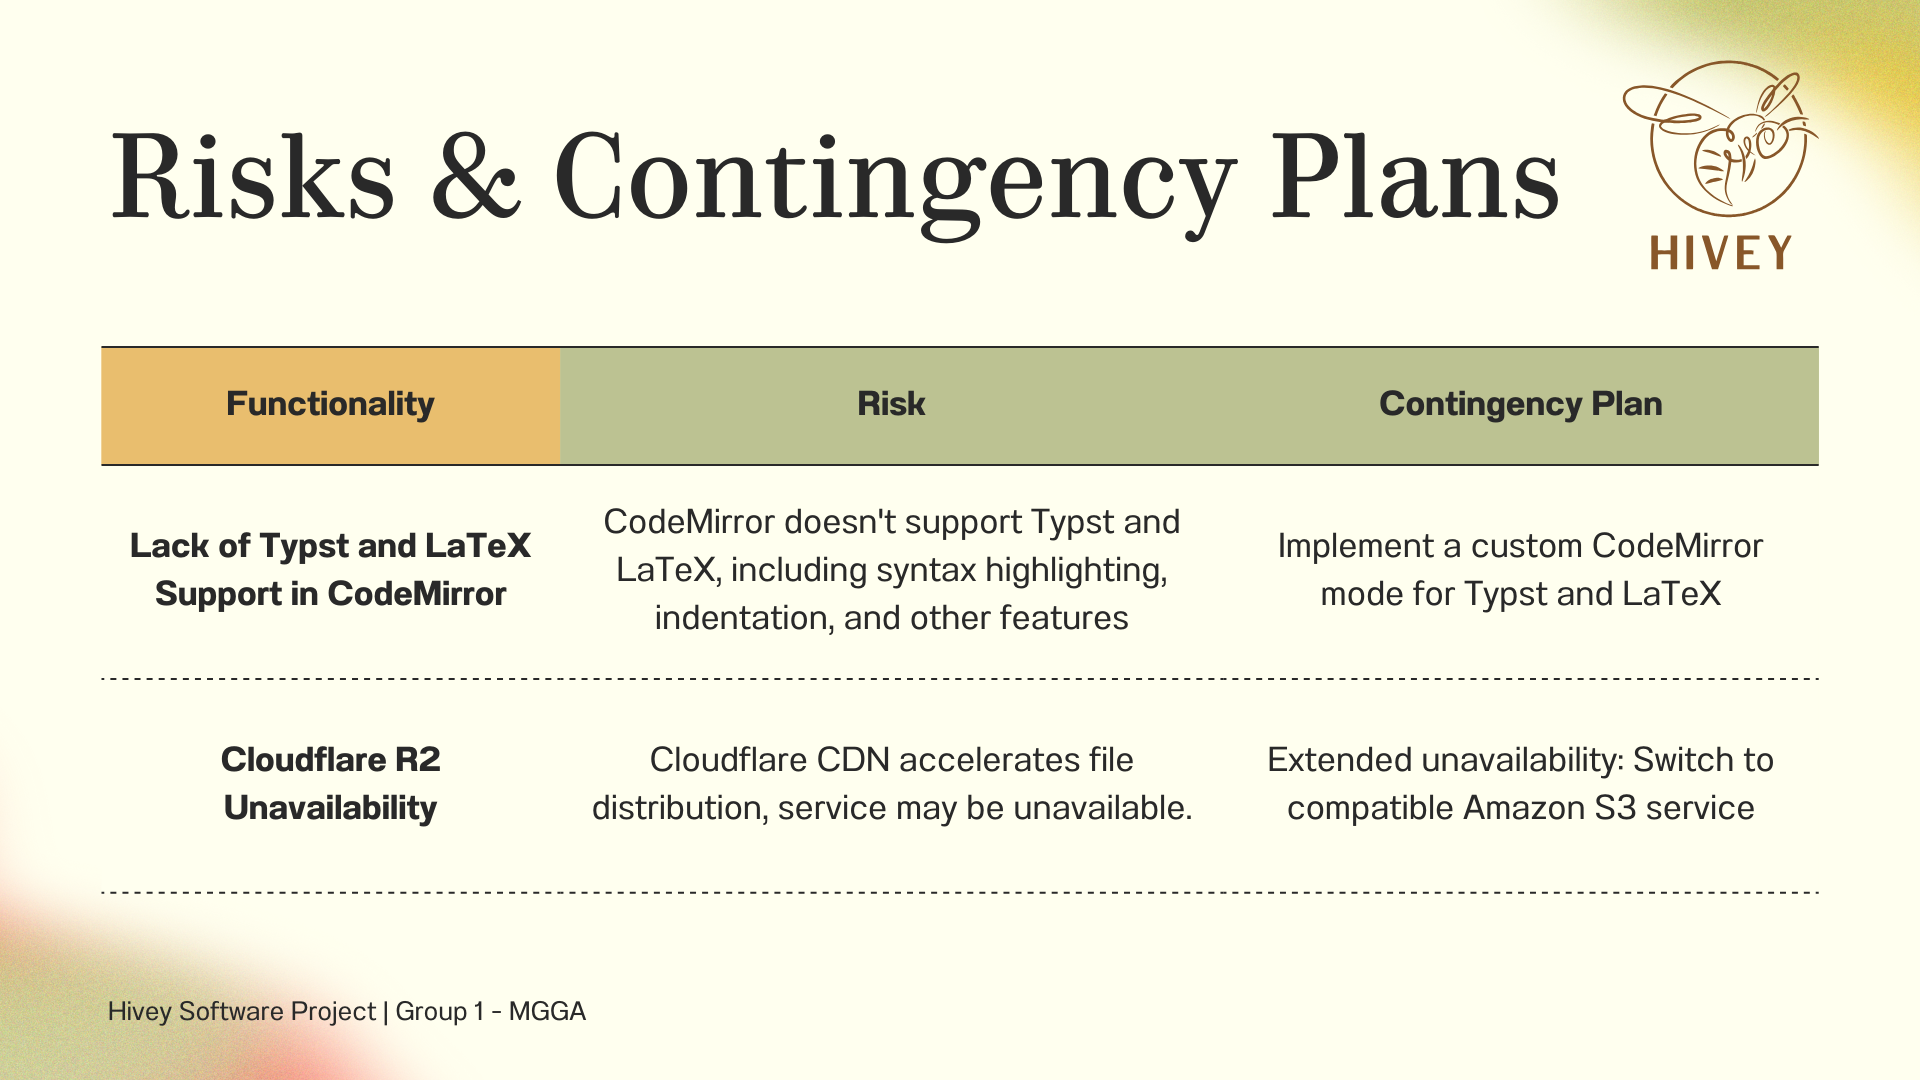 Risks & Contingency Plans
HIVEY
Functionality
Risk
Contingency Plan
Lack of Typst and LaTeX
Support in CodeMirror
CodeMirror doesn't support Typst and
LaTeX, including syntax highlighting,
indentation, and other features
Implement a custom CodeMirror
mode for Typst and LaTeX
Cloudflare R2
Unavailability
Cloudflare CDN accelerates file
distribution, service may be unavailable.
Extended unavailability: Switch to
compatible Amazon S3 service
Hivey Software Project | Group 1 - MGGA